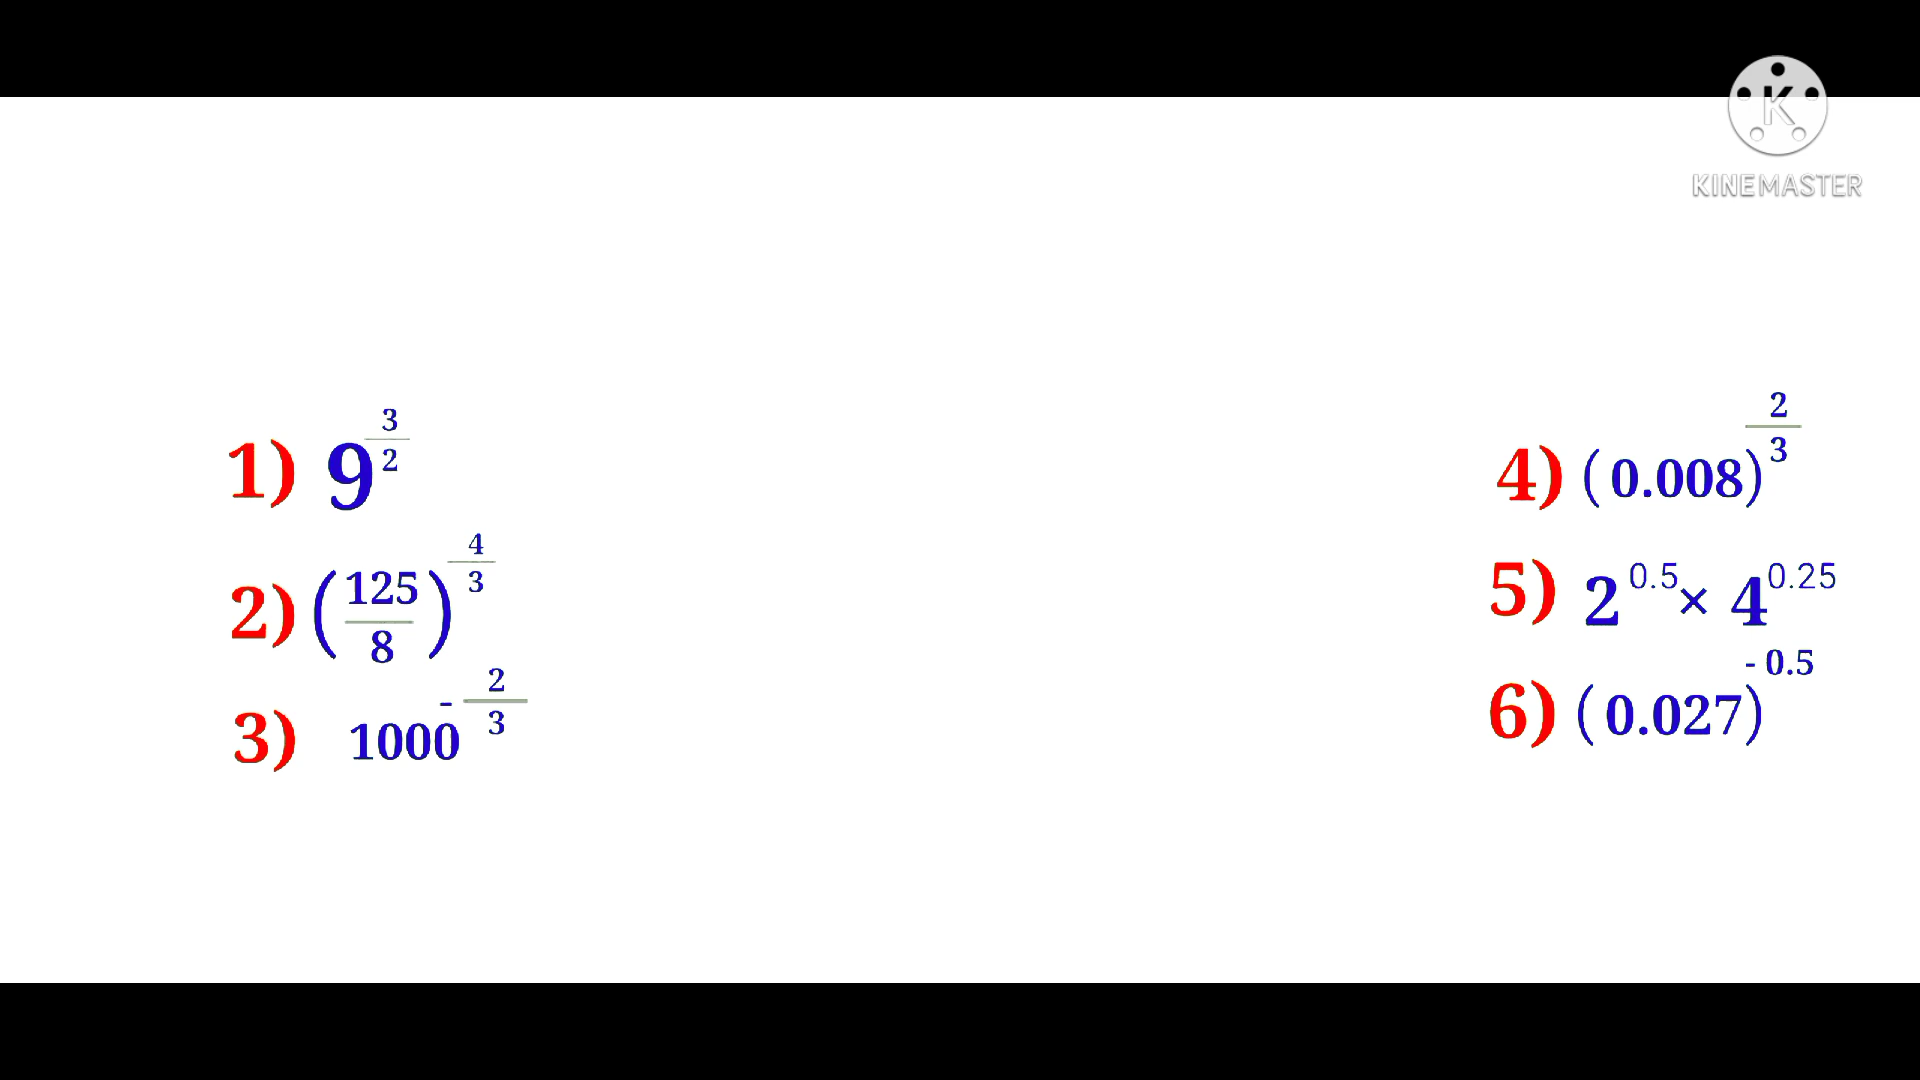 KINEMASTER
1) 9^(3/2)
2) (125/8)^(4/3)
3) 1000^(-2/3)
4) (0.008)^(2/3)
5) 2^0.5 × 4^0.25
6) (0.027)^-0.5